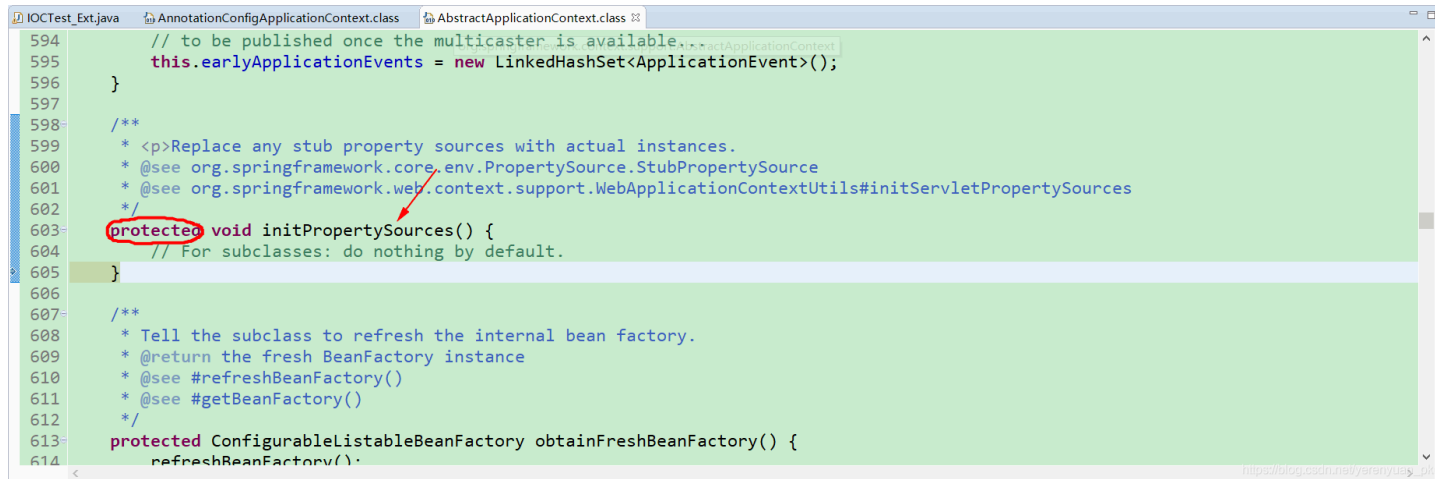 IOCTest_Ext.java AnnotationConfigApplicationContext.class AbstractApplicationContext.class
594 // to be published once the multicaster is available...
595 this.earlyApplicationEvents = new LinkedHashSet<ApplicationEvent>();
596 }
597
598 /**
599 * <p>Replace any stub property sources with actual instances.
600 * @see org.springframework.core.env.PropertySource.StubPropertySource
601 * @see org.springframework.web.context.support.WebApplicationContextUtils#initServletPropertySources
602 */
603 protected void initPropertySources() {
604 // For subclasses: do nothing by default.
605 }
606
607 /**
608 * Tell the subclass to refresh the internal bean factory.
609 * @return the fresh BeanFactory instance
610 * @see #refreshBeanFactory()
611 * @see #getBeanFactory()
612 */
613 protected ConfigurableListableBeanFactory obtainFreshBeanFactory() {
614 refreshBeanFactory();